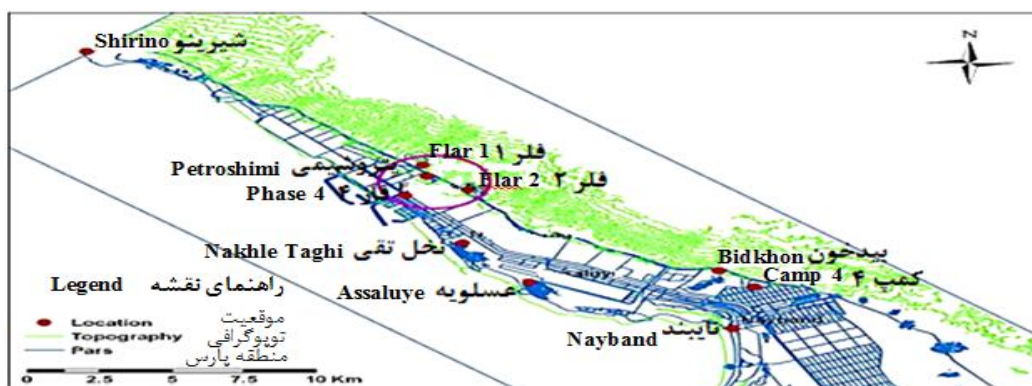 Shirino شیرینو
N
Flar 1 فلر ۱
Petroshimi پتروشیمی
Flar 2 فلر ۲
Phase 4 فاز ۴
Nakhle Taghi نخل تقی
Bidkhon بیدخون
Camp 4 کمپ ۴
Assaluye عسلویه
Nayband نایبند
Nayband
Legend راهنمای نقشه
Location موقعیت
Topography توپوگرافی
Pars منطقه پارس
0 2.5 5 7.5 10 Km